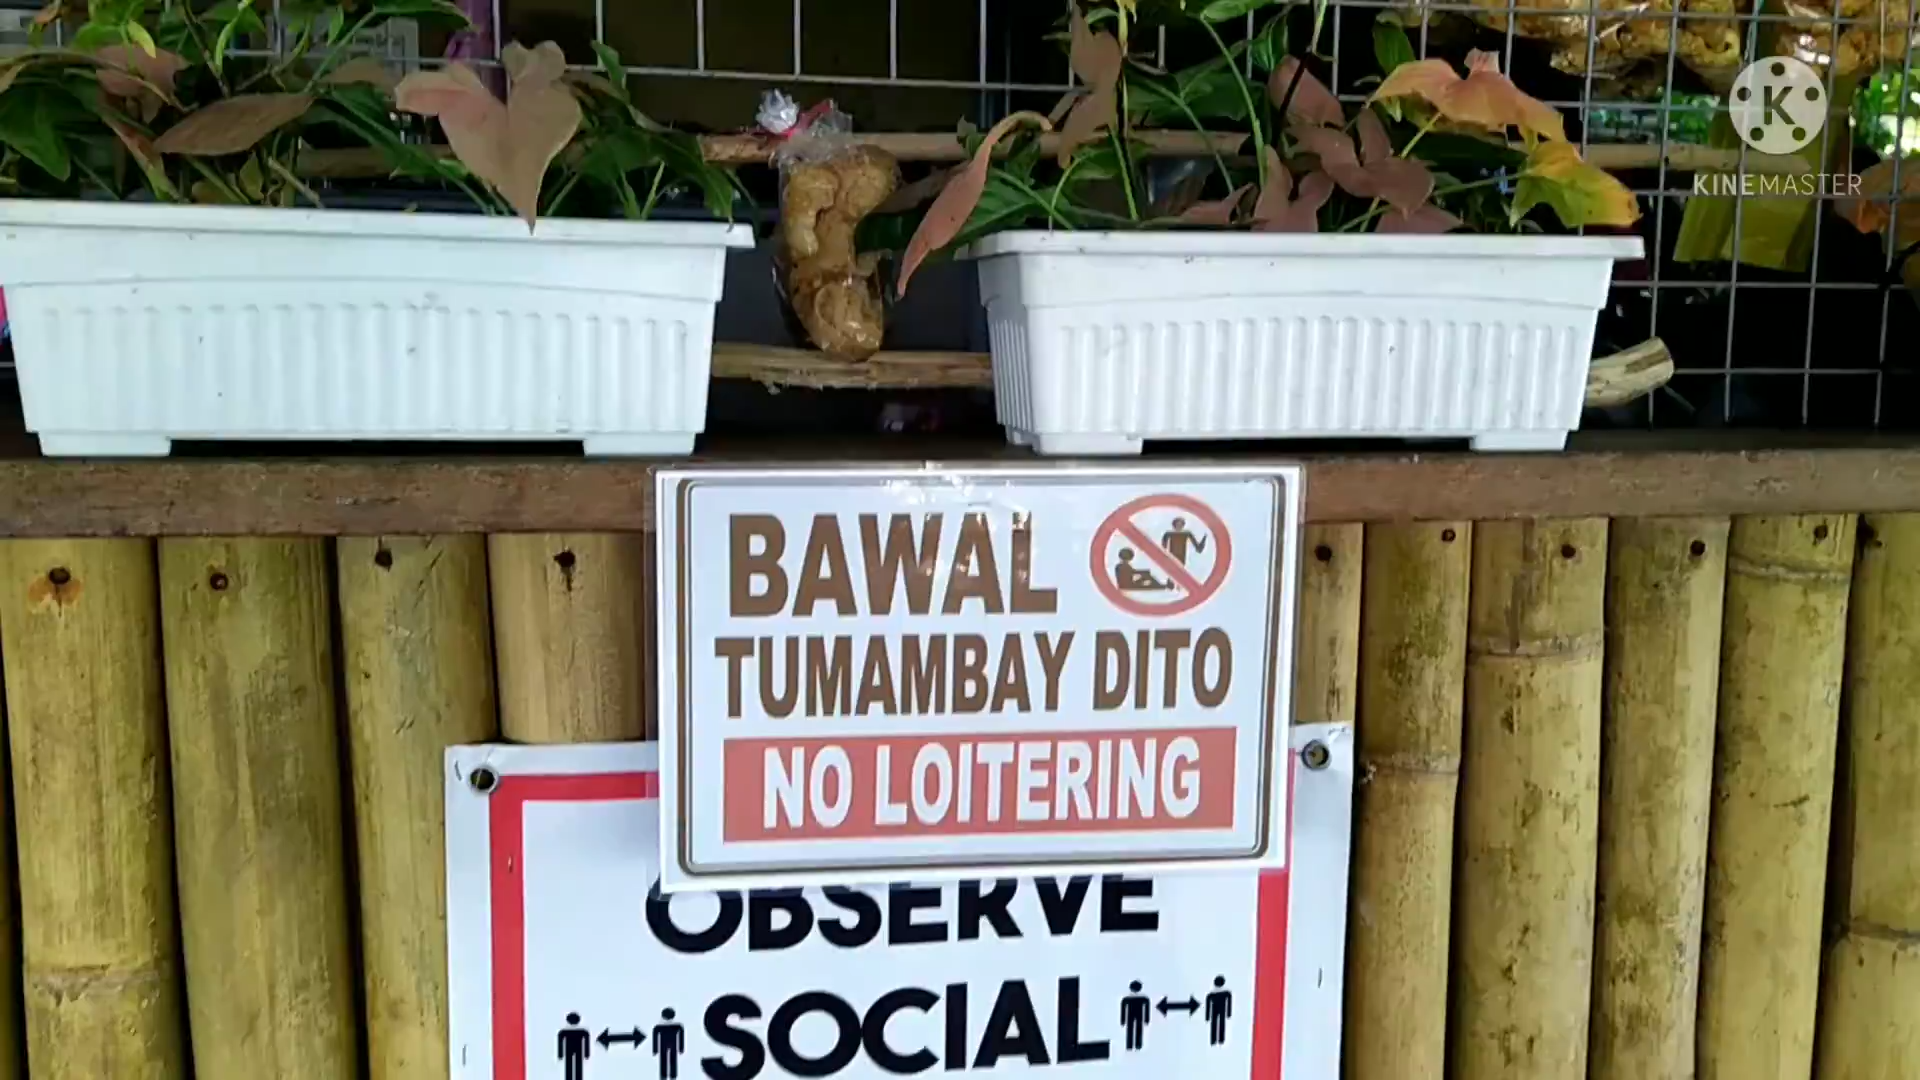 K
KINEMASTER
BAWAL
TUMAMBAY DITO
NO LOITERING
OBSERVE
SOCIAL